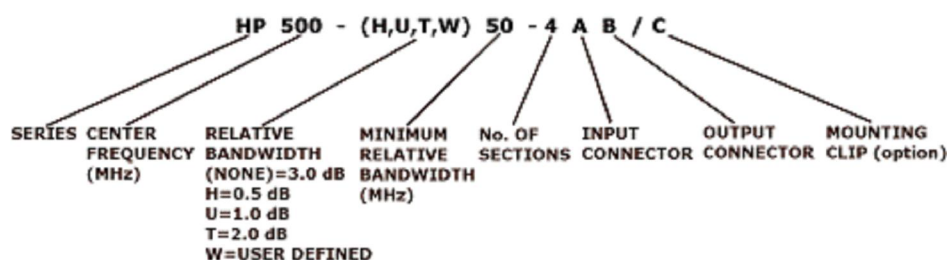 HP 500 - (H,U,T,W) 50 - 4 A B / C
SERIES
CENTER
FREQUENCY
(MHz)
RELATIVE
BANDWIDTH
(NONE)=3.0 dB
H=0.5 dB
U=1.0 dB
T=2.0 dB
W=USER DEFINED
MINIMUM
RELATIVE
BANDWIDTH
(MHz)
No. OF
SECTIONS
INPUT
CONNECTOR
OUTPUT
CONNECTOR
MOUNTING
CLIP (option)